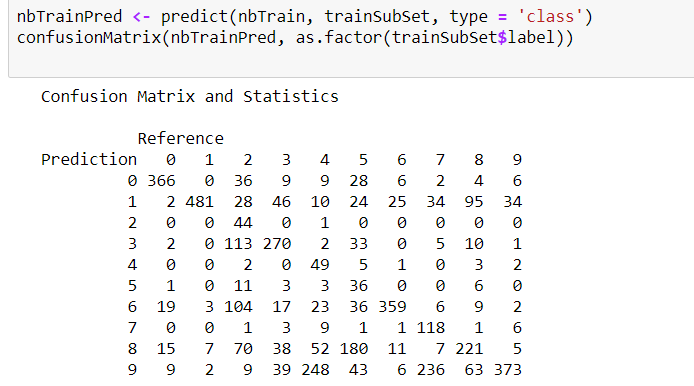 nbTrainPred <- predict(nbTrain, trainSubSet, type = 'class')
confusionMatrix(nbTrainPred, as.factor(trainSubSet$label))
Confusion Matrix and Statistics
Reference
Prediction 0 1 2 3 4 5 6 7 8 9
0 366 0 36 9 9 28 6 2 4 6
1 2 481 28 46 10 24 25 34 95 34
2 0 0 44 0 1 0 0 0 0 0
3 2 0 113 270 2 33 0 5 10 1
4 0 0 2 0 49 5 1 0 3 2
5 1 0 11 3 3 36 0 0 6 0
6 19 3 104 17 23 36 359 6 9 2
7 0 0 1 3 9 1 1 118 1 6
8 15 7 70 38 52 180 11 7 221 5
9 9 2 9 39 248 43 6 236 63 373